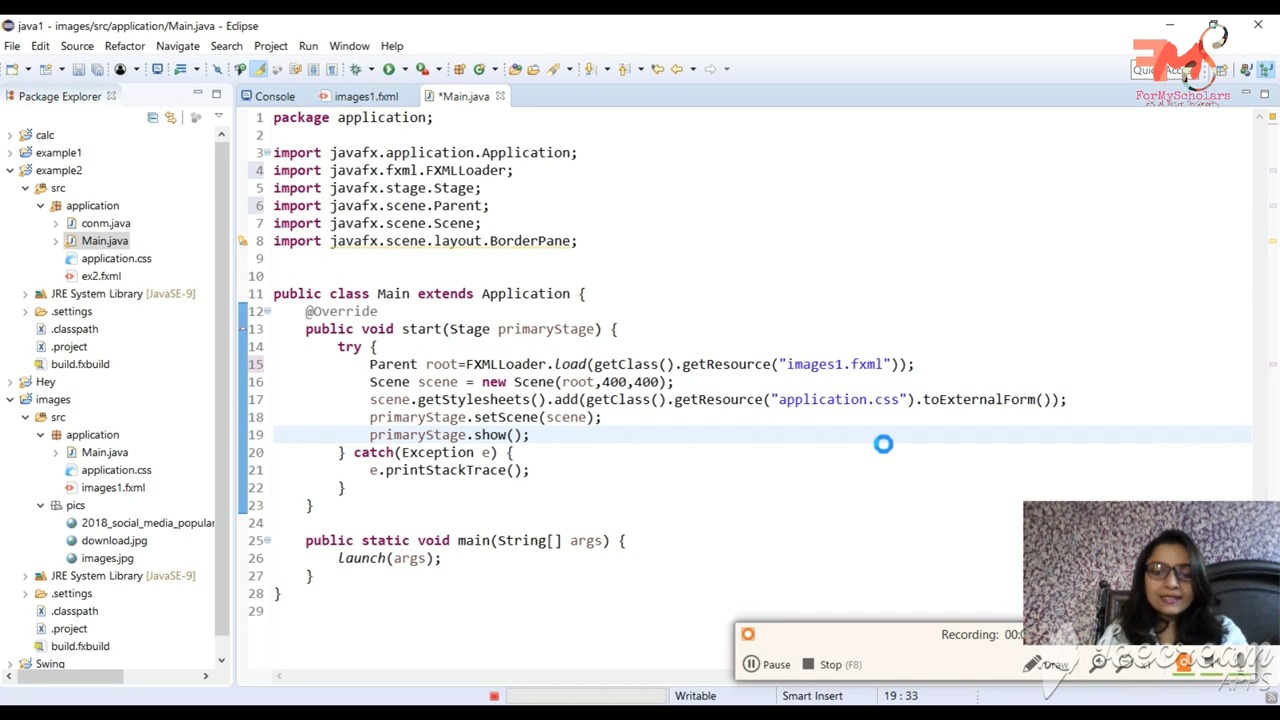 java1 - images/src/application/Main.java - Eclipse
File Edit Source Refactor Navigate Search Project Run Window Help
ForMyScholars
Package Explorer
Console
images1.fxml
*Main.java
calc
example1
example2
src
application
conm.java
Main.java
application.css
ex2.fxml
JRE System Library [JavaSE-9]
.settings
.classpath
.project
build.fxbuild
Hey
images
src
application
Main.java
application.css
images1.fxml
pics
2018_social_media_popular
download.jpg
images.jpg
JRE System Library [JavaSE-9]
.settings
.classpath
.project
build.fxbuild
Swing
1 package application;
2
3 import javafx.application.Application;
4 import javafx.fxml.FXMLLoader;
5 import javafx.stage.Stage;
6 import javafx.scene.Parent;
7 import javafx.scene.Scene;
8 import javafx.scene.layout.BorderPane;
9
10
11 public class Main extends Application {
12 @Override
13 public void start(Stage primaryStage) {
14 try {
15 Parent root=FXMLLoader.load(getClass().getResource("images1.fxml"));
16 Scene scene = new Scene(root,400,400);
17 scene.getStylesheets().add(getClass().getResource("application.css").toExternalForm());
18 primaryStage.setScene(scene);
19 primaryStage.show();
20 } catch(Exception e) {
21 e.printStackTrace();
22 }
23 }
24
25 public static void main(String[] args) {
26 launch(args);
27 }
28 }
29
Recording:
Pause Stop (F8) Draw
Icecream
APPS
Writable Smart Insert 19 : 33